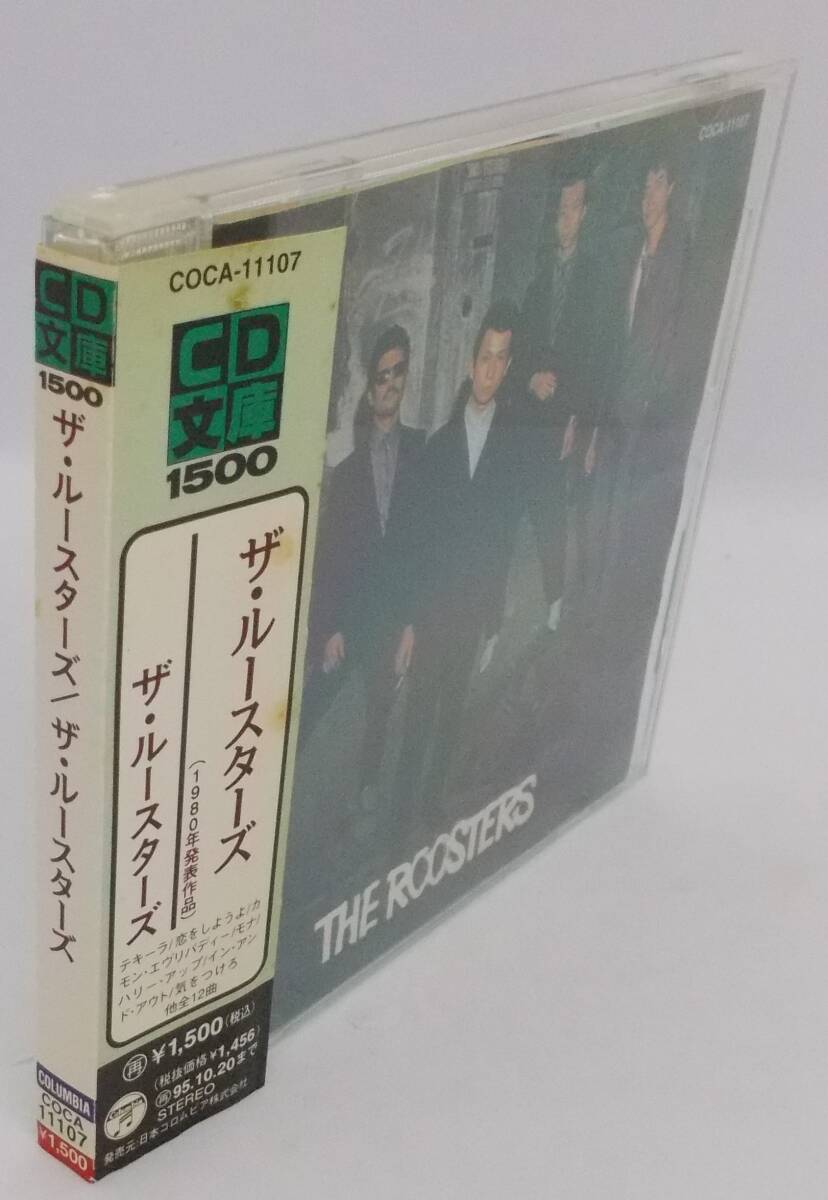 CD
文庫
1500
ザ・ルースターズ/ザ・ルースターズ
COLUMBIA
COCA
11107
¥1,500
COCA-11107
CD
文庫
1500
ザ・ルースターズ
(1980年発表作品)
ザ・ルースターズ
テキーラ/恋をしようよ/カ
モン・エヴリバディー/モナ/
ハリー・アップ/イン・アン
ド・アウト/気をつけろ
他全12曲
再 ¥1,500(税込)
(税抜価格¥1,456)
再95.10.20まで
STEREO
Columbia
発売元:日本コロムビア株式会社
COCA-11107
THE ROOSTERS